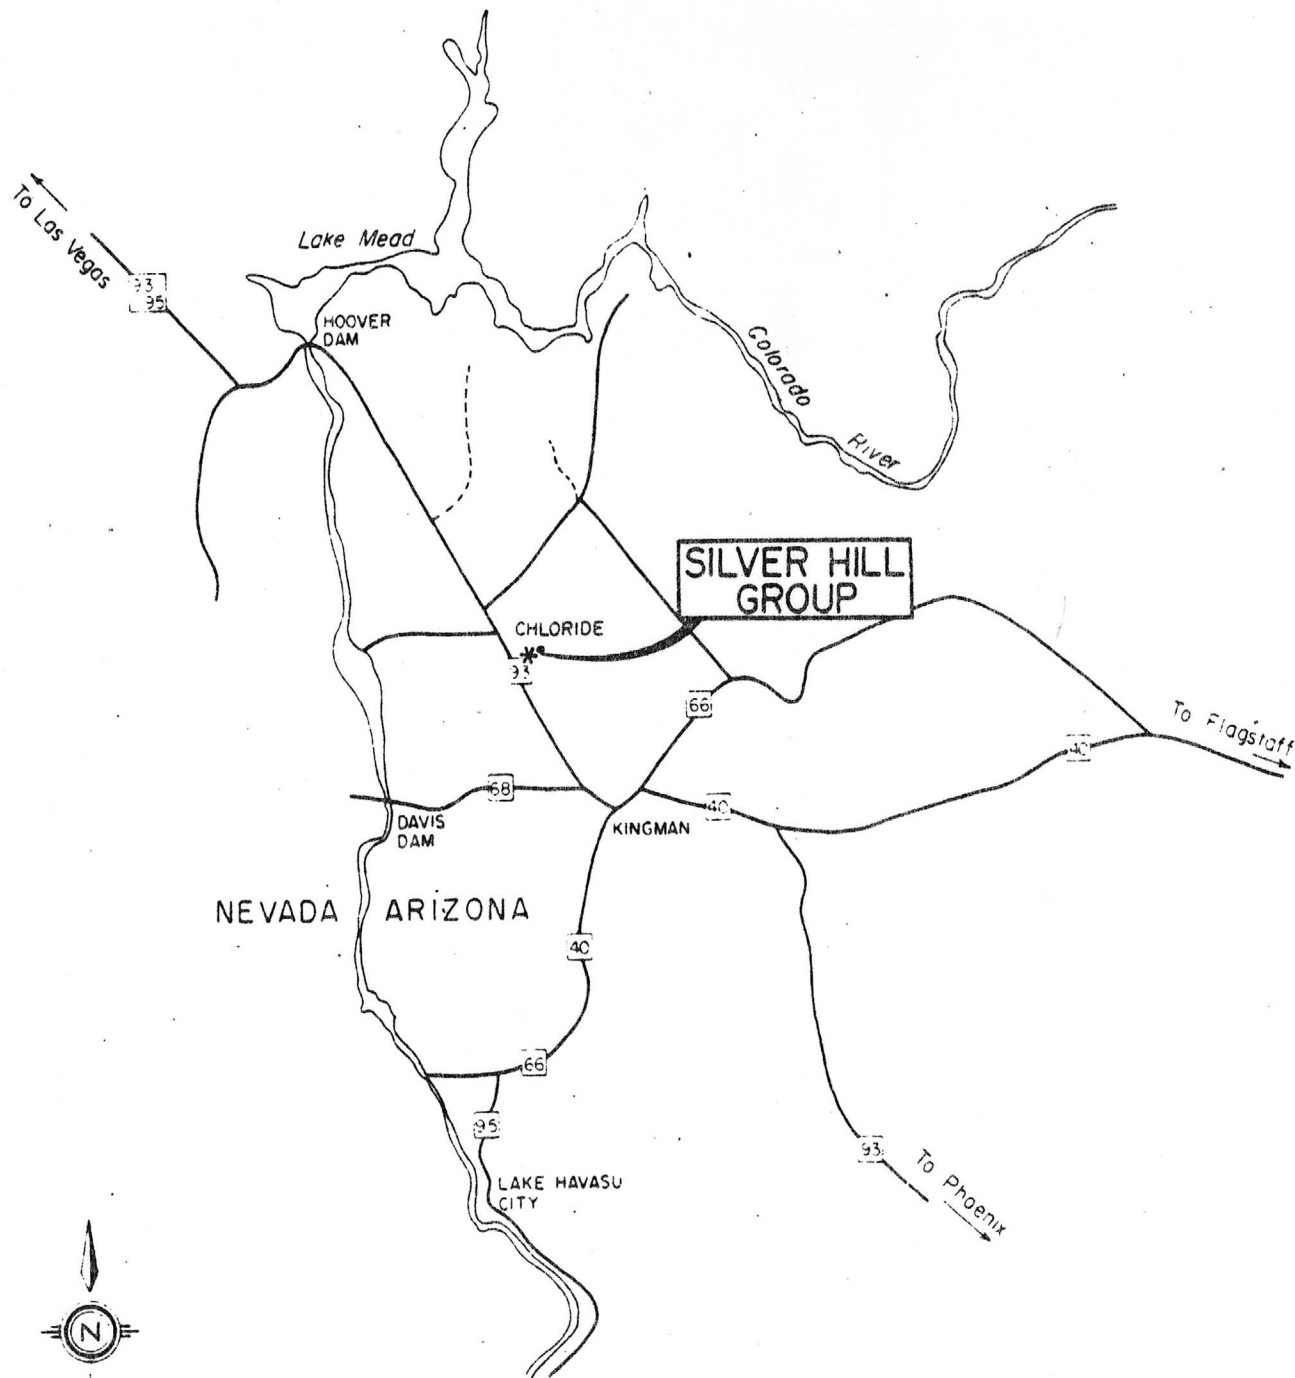 To Las Vegas
93
95
Lake Mead
HOOVER
DAM
Colorado
River
SILVER HILL
GROUP
CHLORIDE
93
66
To Flagstaff
40
68
40
DAVIS
DAM
KINGMAN
NEVADA
ARIZONA
40
66
95
93
To Phoenix
LAKE HAVASU
CITY
N